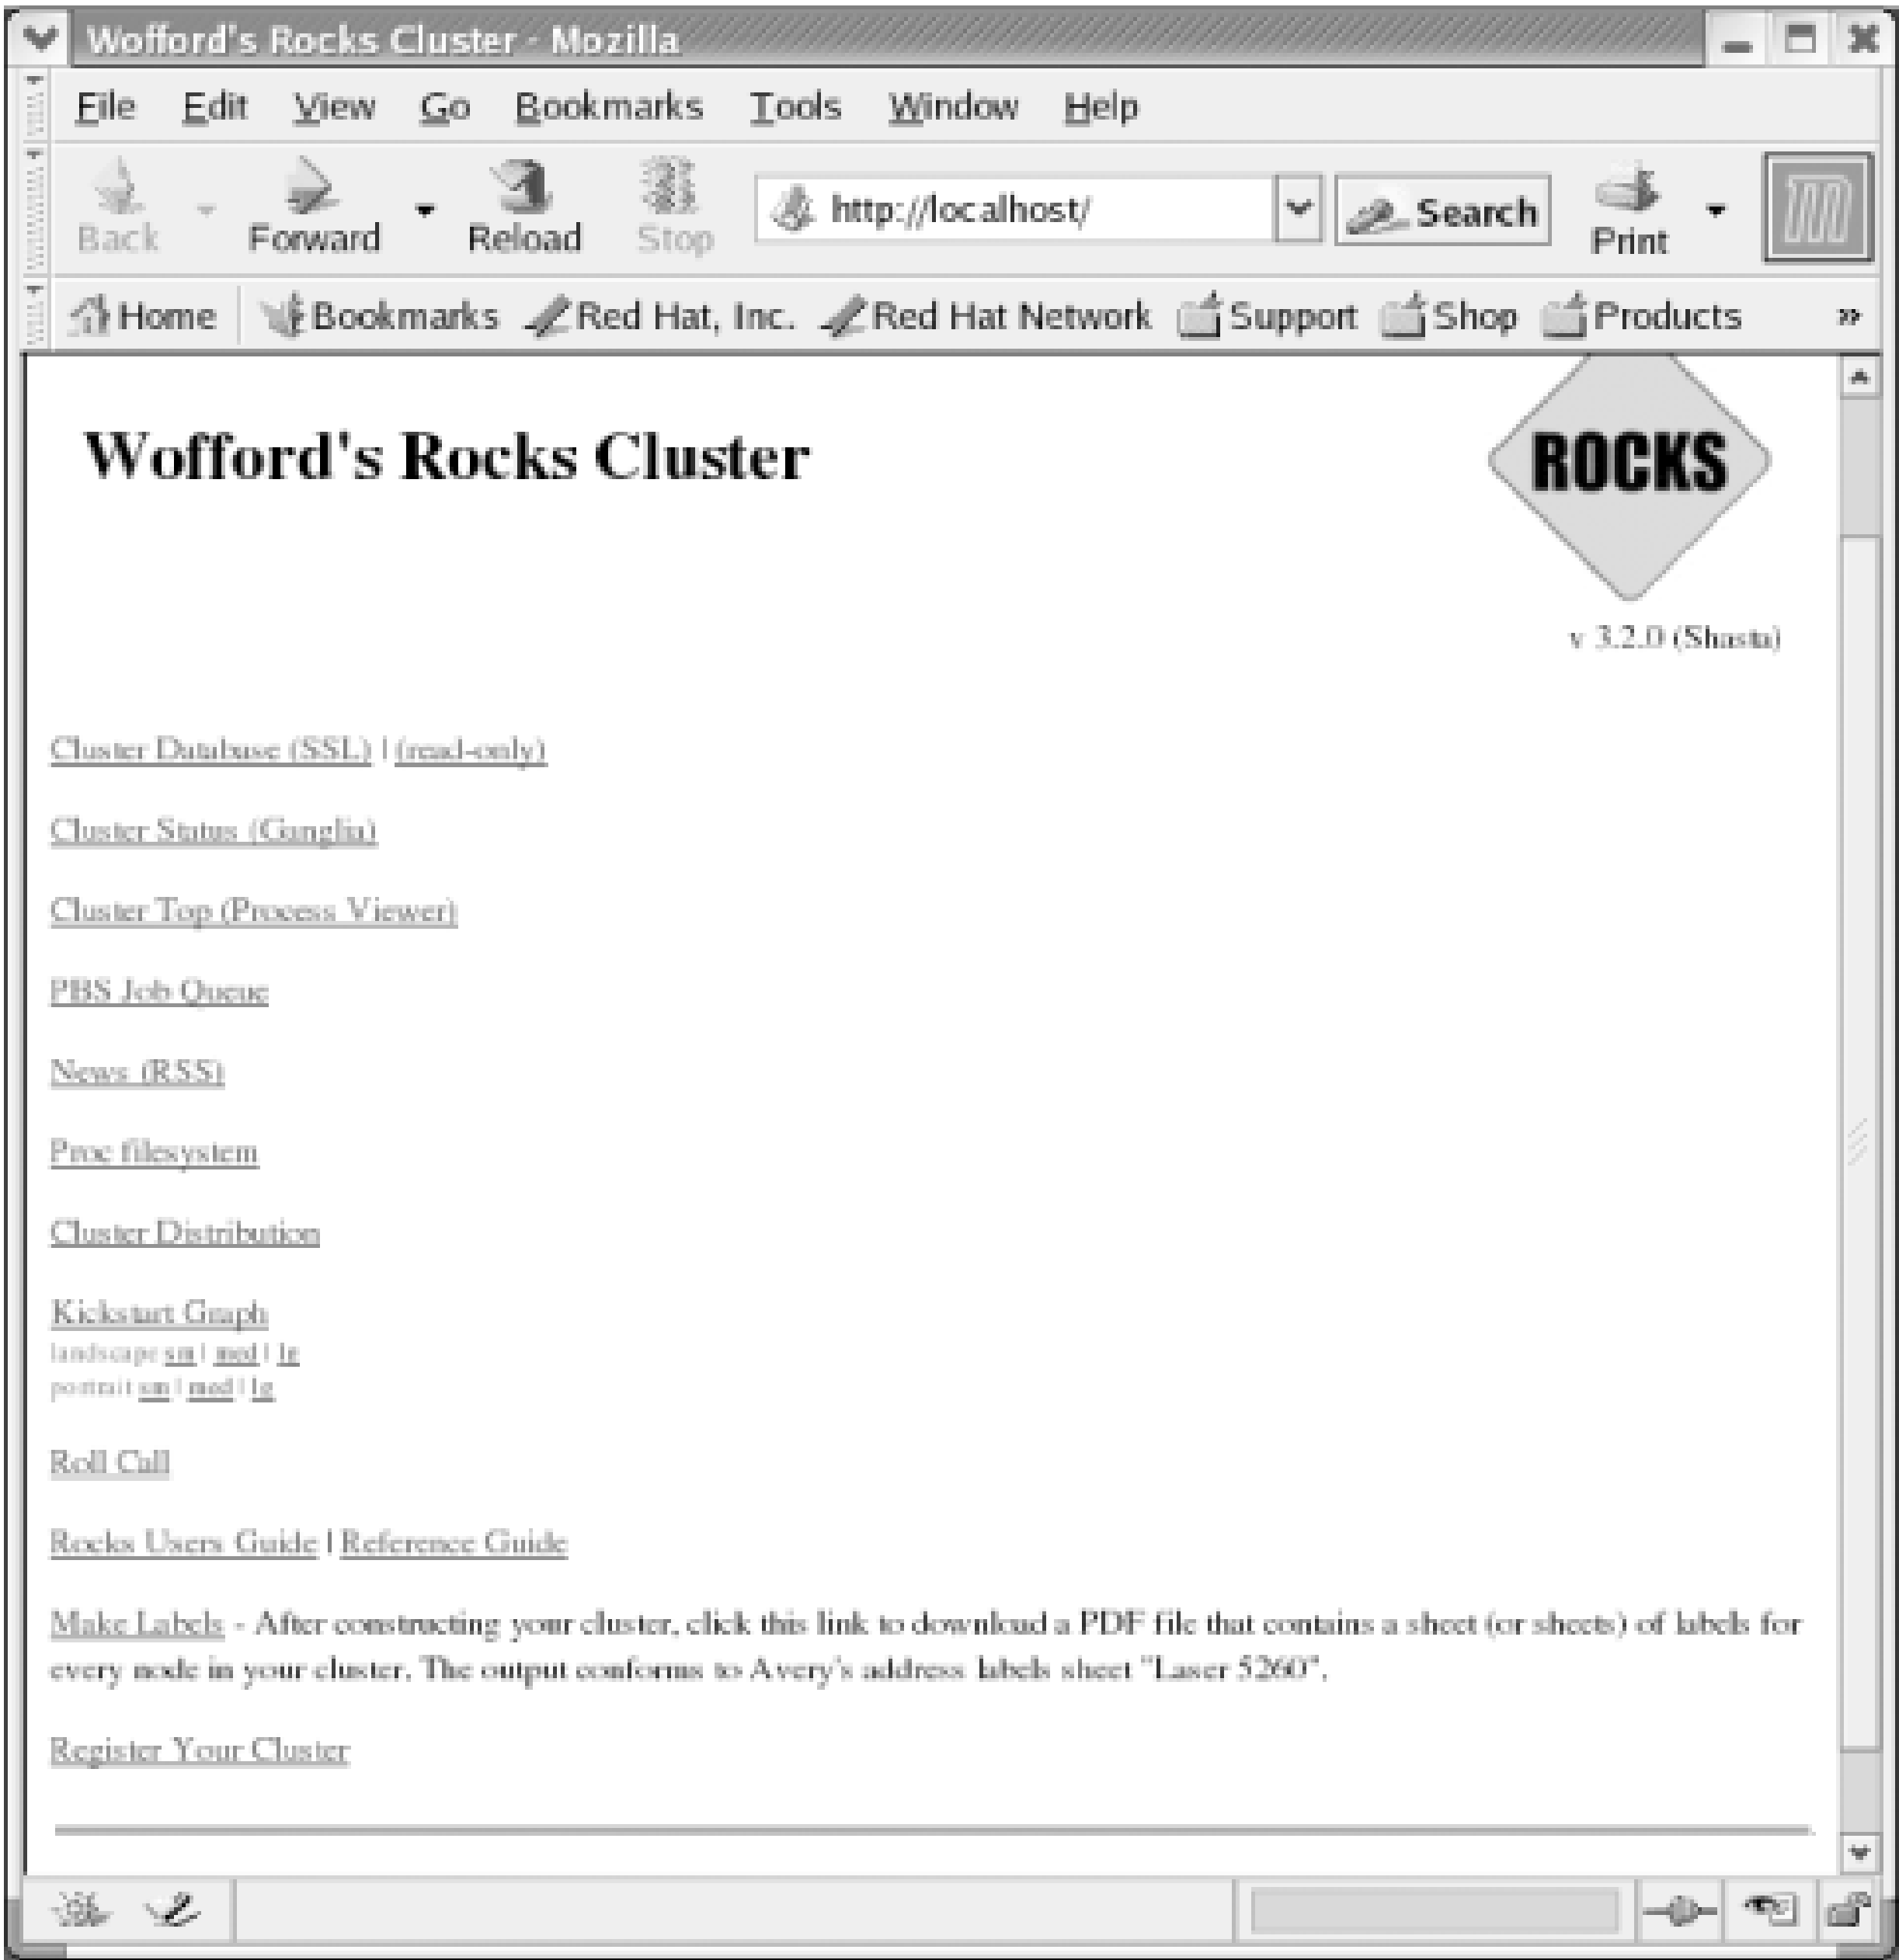 Wofford's Rocks Cluster - Mozilla
File Edit View Go Bookmarks Tools Window Help
Back Forward Reload Stop http://localhost/ Search Print
Home Bookmarks Red Hat, Inc. Red Hat Network Support Shop Products »
Wofford's Rocks Cluster
ROCKS
v 3.2.0 (Shasta)
Cluster Database (SSL) | (read-only)
Cluster Status (Ganglia)
Cluster Top (Process Viewer)
PBS Job Queue
News (RSS)
Proc filesystem
Cluster Distribution
Kickstart Graph
landscape sm | med | lg
portrait sm | med | lg
Roll Call
Rocks Users Guide | Reference Guide
Make Labels - After constructing your cluster, click this link to download a PDF file that contains a sheet (or sheets) of labels for
every node in your cluster. The output conforms to Avery's address labels sheet "Laser 5260".
Register Your Cluster